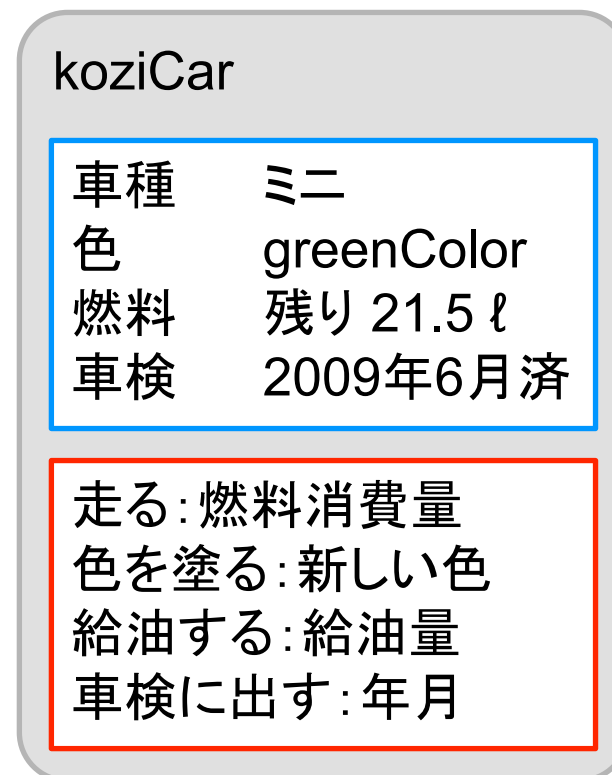 koziCar
車種 ミニ
色 greenColor
燃料 残り 21.5 ℓ
車検 2009年6月済
走る：燃料消費量
色を塗る：新しい色
給油する：給油量
車検に出す：年月